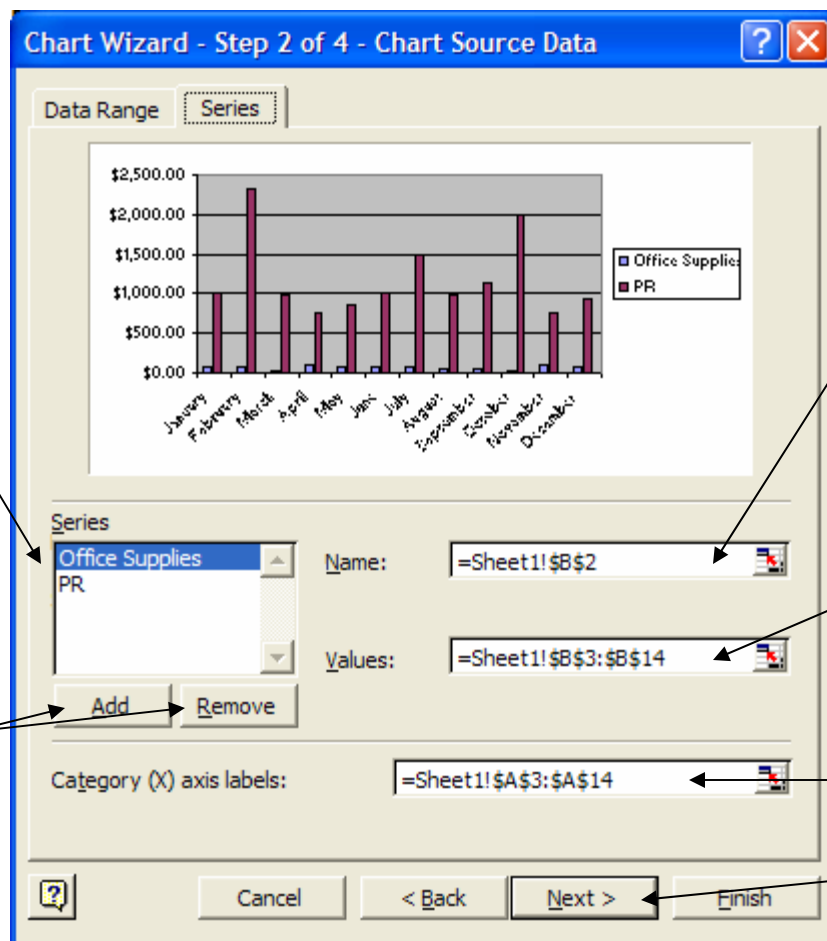 Chart Wizard - Step 2 of 4 - Chart Source Data
Data Range Series
$2,500.00
$2,000.00
$1,500.00
$1,000.00
$500.00
$0.00
January February March April May June July August September October November December
Office Supplies
PR
Series
Office Supplies
PR
Name: =Sheet1!$B$2
Values: =Sheet1!$B$3:$B$14
Add Remove
Category (X) axis labels: =Sheet1!$A$3:$A$14
Cancel < Back Next > Finish